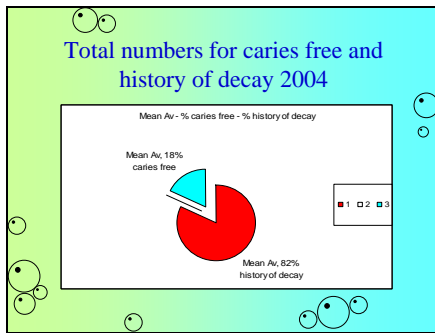 Total numbers for caries free and
history of decay 2004
Mean Av - % caries free - % history of decay
Mean Av, 18%
caries free
1 2 3
Mean Av, 82%
history of decay